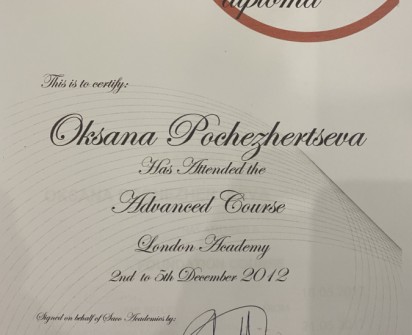 diploma
This is to certify:
Oksana Pochezhertseva
Has Attended the
Advanced Course
London Academy
2nd to 5th December 2012
Signed on behalf of Saco Academies by: